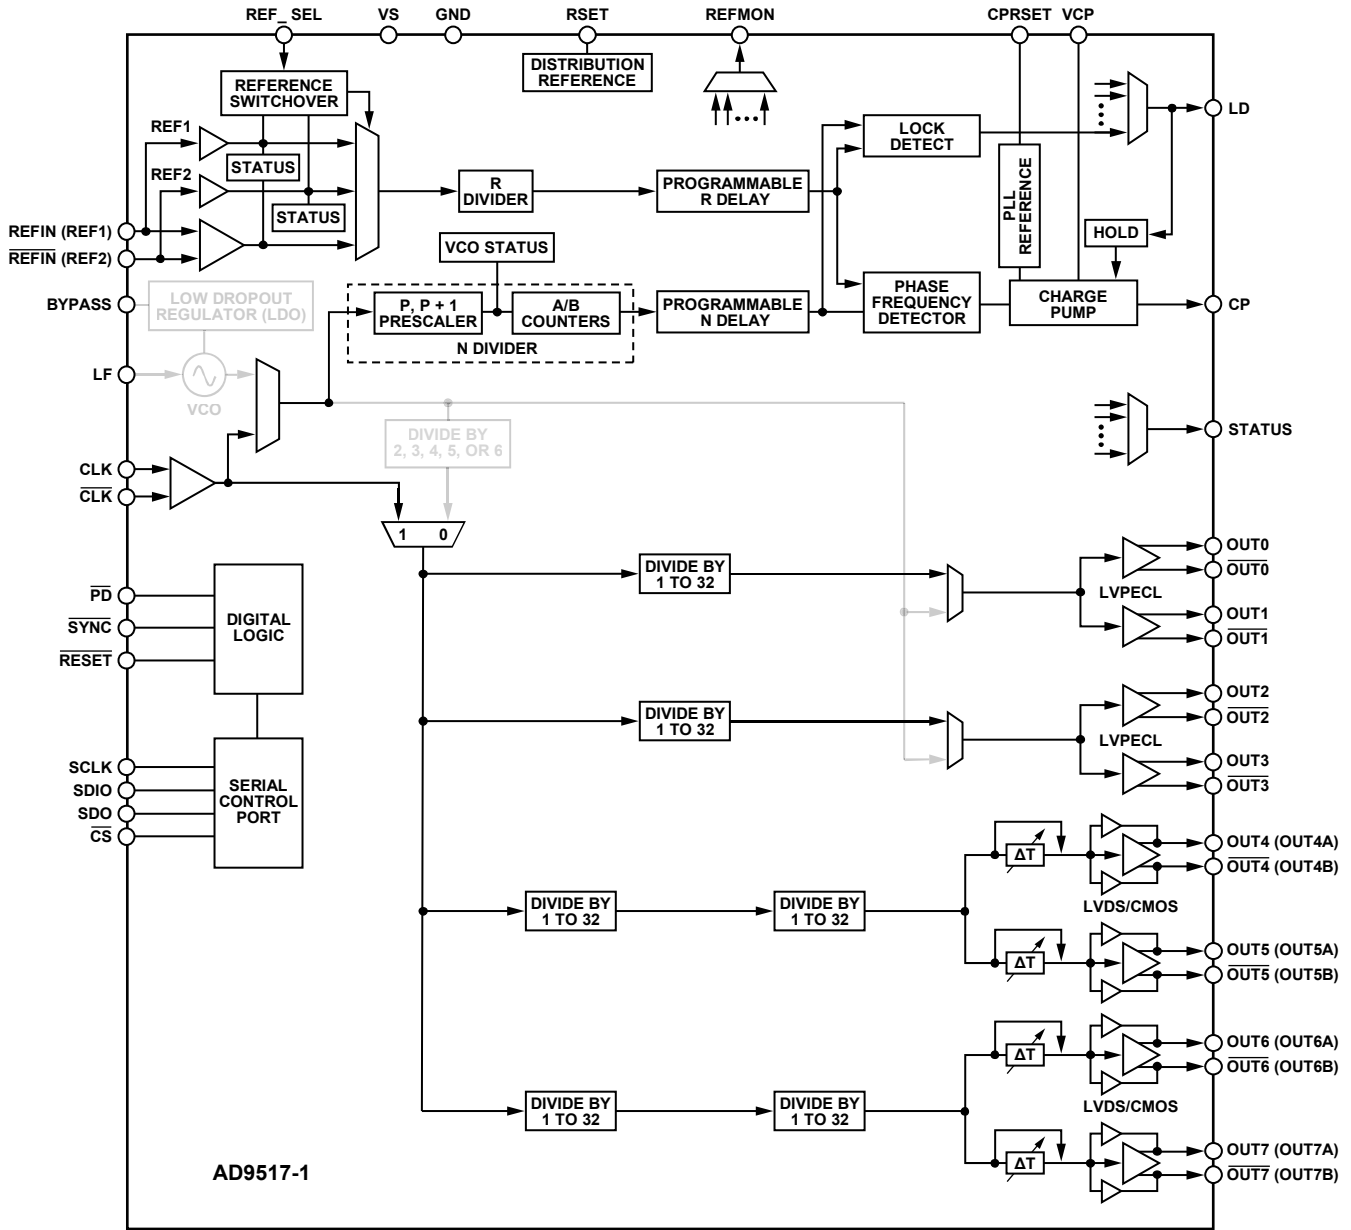 REF_ SEL VS GND RSET REFMON CPRSET VCP
DISTRIBUTION
REFERENCE
REFERENCE
SWITCHOVER
REF1
STATUS
REF2
STATUS
REFIN (REF1)
REFIN (REF2)
BYPASS
LF
R
DIVIDER
PROGRAMMABLE
R DELAY
LOCK
DETECT
LD
PLL
REFERENCE
HOLD
VCO STATUS
LOW DROPOUT
REGULATOR (LDO)
P, P + 1
PRESCALER
A/B
COUNTERS
N DIVIDER
PROGRAMMABLE
N DELAY
PHASE
FREQUENCY
DETECTOR
CHARGE
PUMP
CP
VCO
DIVIDE BY
2, 3, 4, 5, OR 6
STATUS
CLK
CLK
1 0
DIVIDE BY
1 TO 32
LVPECL
OUT0
OUT0
OUT1
OUT1
PD
SYNC
RESET
DIGITAL
LOGIC
DIVIDE BY
1 TO 32
LVPECL
OUT2
OUT2
OUT3
OUT3
SCLK
SDIO
SDO
CS
SERIAL
CONTROL
PORT
DIVIDE BY
1 TO 32
DIVIDE BY
1 TO 32
ΔT
OUT4 (OUT4A)
OUT4 (OUT4B)
LVDS/CMOS
ΔT
OUT5 (OUT5A)
OUT5 (OUT5B)
DIVIDE BY
1 TO 32
DIVIDE BY
1 TO 32
ΔT
OUT6 (OUT6A)
OUT6 (OUT6B)
LVDS/CMOS
ΔT
OUT7 (OUT7A)
OUT7 (OUT7B)
AD9517-1